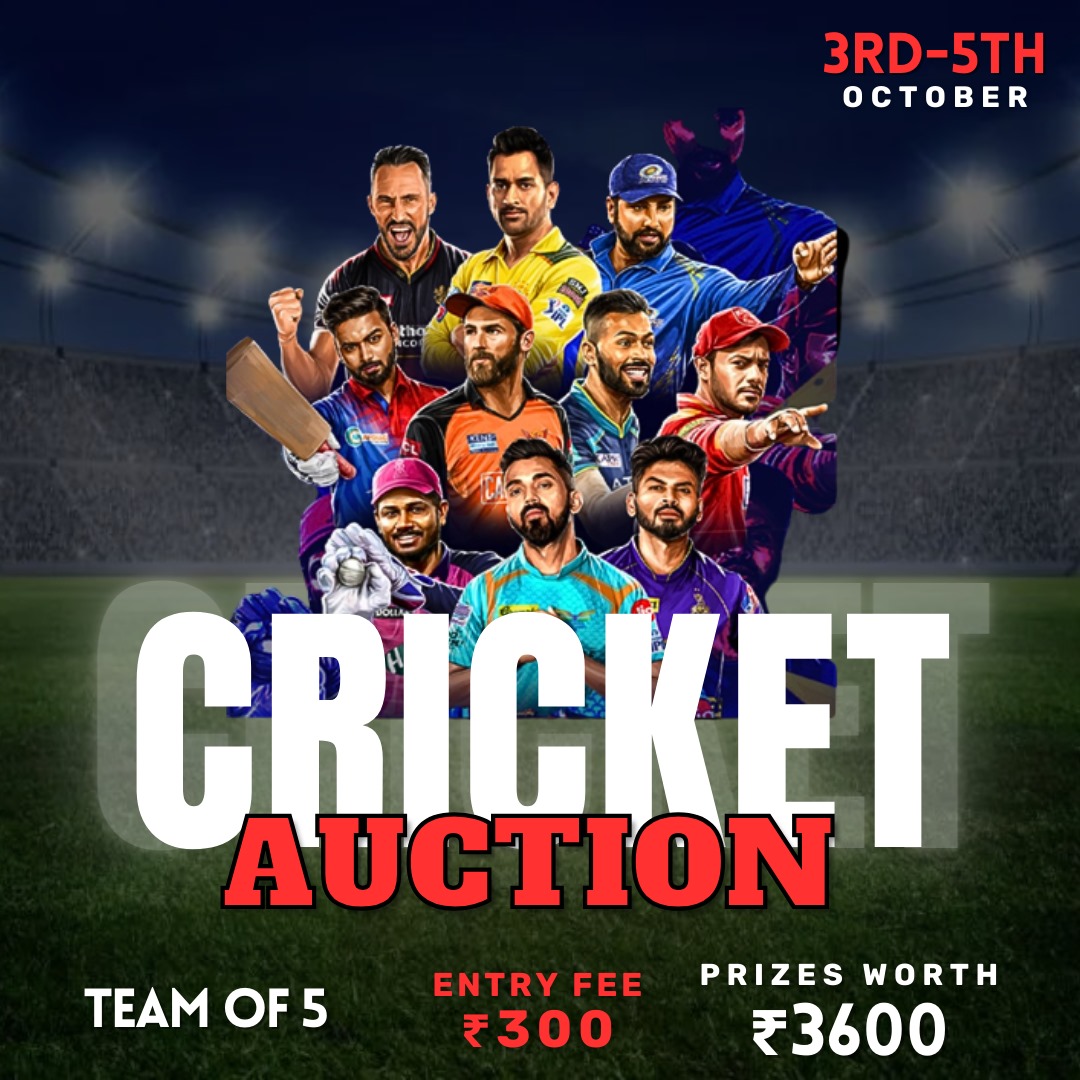 3RD-5TH
OCTOBER
CRICKET
AUCTION
TEAM OF 5
ENTRY FEE
₹300
PRIZES WORTH
₹3600